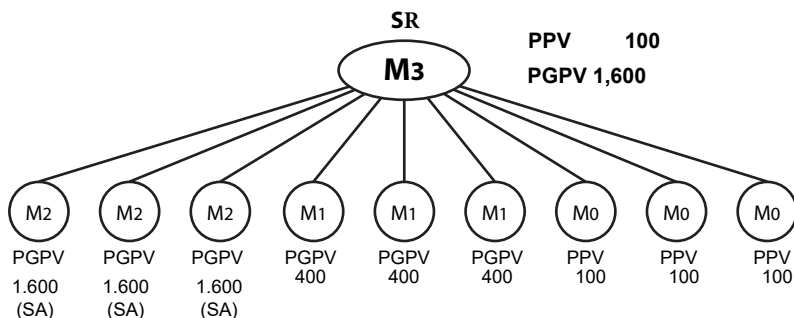 SR
M3
PPV 100
PGPV 1,600
M2 M2 M2 M1 M1 M1 M0 M0 M0
PGPV PGPV PGPV PGPV PGPV PGPV PPV PPV PPV
1.600 1.600 1.600 400 400 400 100 100 100
(SA) (SA) (SA)